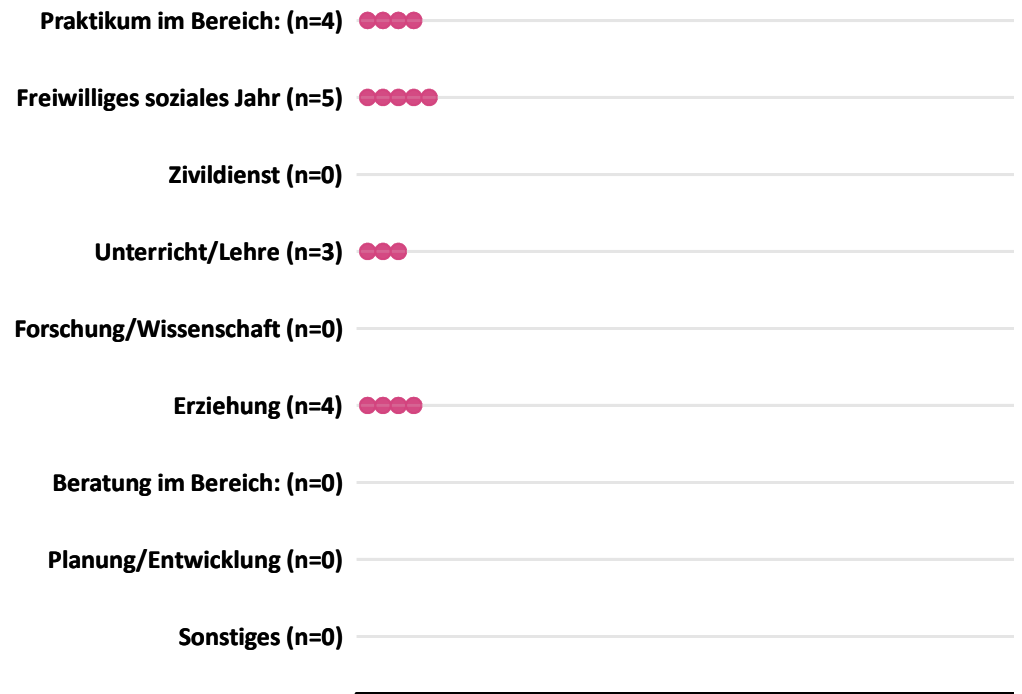 Praktikum im Bereich: (n=4)
Freiwilliges soziales Jahr (n=5)
Zivildienst (n=0)
Unterricht/Lehre (n=3)
Forschung/Wissenschaft (n=0)
Erziehung (n=4)
Beratung im Bereich: (n=0)
Planung/Entwicklung (n=0)
Sonstiges (n=0)